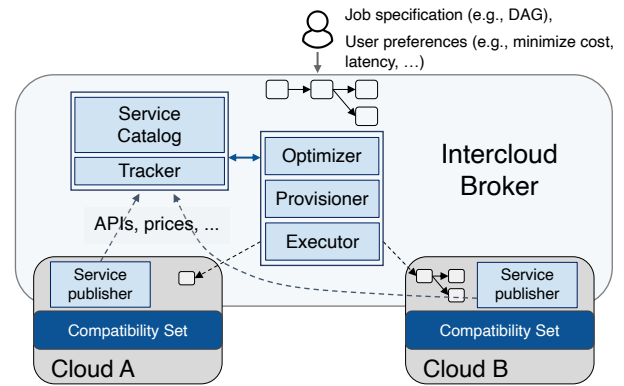 Job specification (e.g., DAG),
User preferences (e.g., minimize cost,
latency, …)
Service
Catalog
Tracker
Optimizer
Provisioner
Executor
Intercloud
Broker
APIs, prices, ...
Service
publisher
Compatibility Set
Cloud A
Service
publisher
Compatibility Set
Cloud B